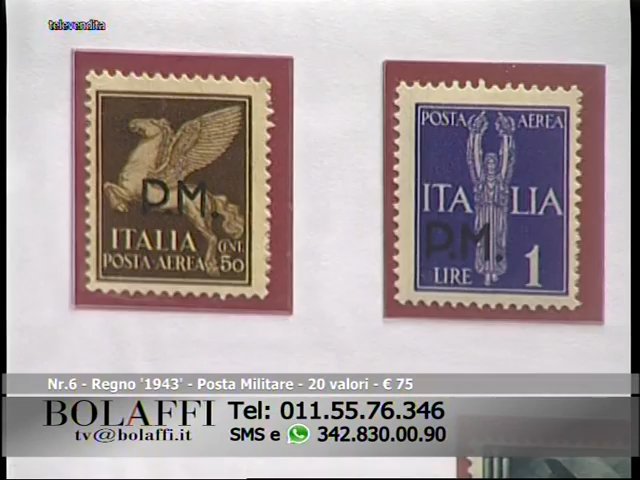 televendita
P.M.
ITALIA
CENT.
POSTA-AEREA 50
POSTA AEREA
ITALIA
P.M.
LIRE 1
Nr.6 - Regno '1943' - Posta Militare - 20 valori - € 75
BOLAFFI Tel: 011.55.76.346
tv@bolaffi.it SMS e 342.830.00.90